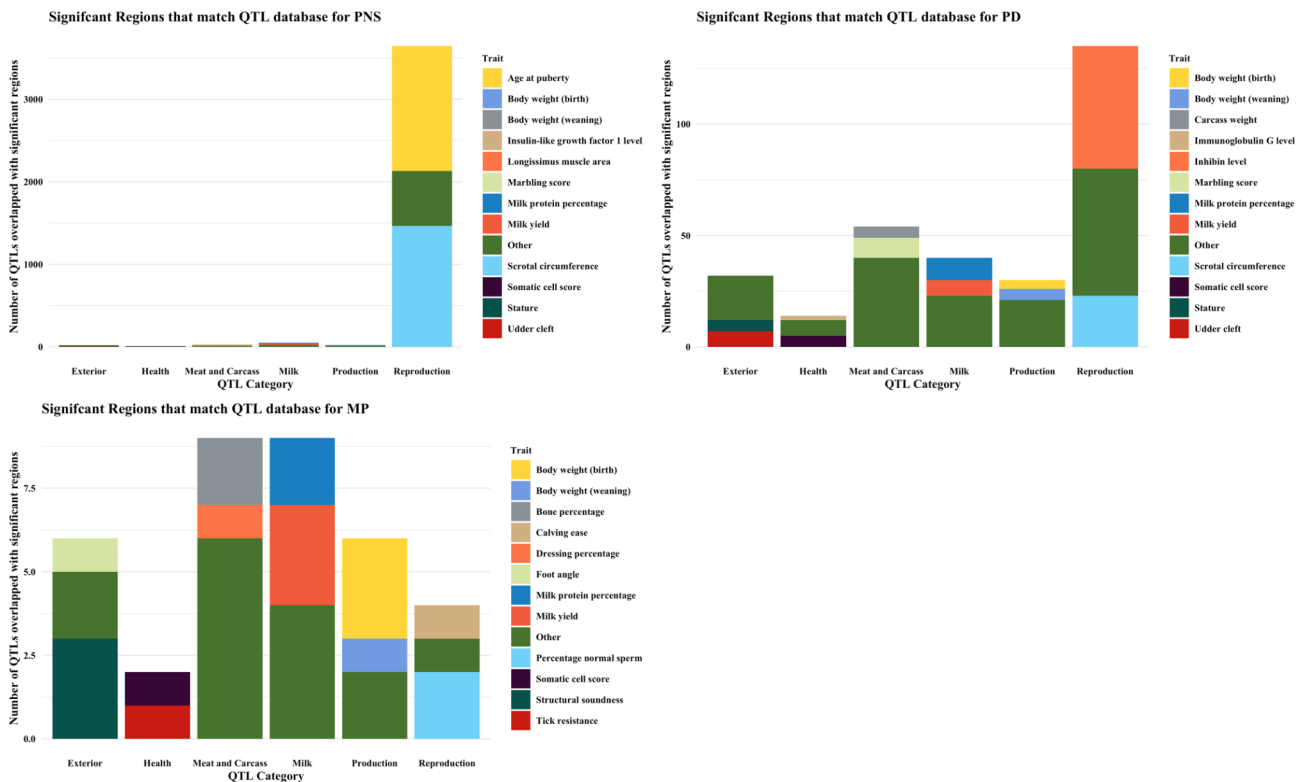 Signifcant Regions that match QTL database for PNS
Number of QTLs overlapped with significant regions
3000
2000
1000
0
Exterior
Health
Meat and Carcass
Milk
Production
Reproduction
QTL Category
Trait
Age at puberty
Body weight (birth)
Body weight (weaning)
Insulin-like growth factor 1 level
Longissimus muscle area
Marbling score
Milk protein percentage
Milk yield
Other
Scrotal circumference
Somatic cell score
Stature
Udder cleft
Signifcant Regions that match QTL database for PD
Number of QTLs overlapped with significant regions
100
50
0
Exterior
Health
Meat and Carcass
Milk
Production
Reproduction
QTL Category
Trait
Body weight (birth)
Body weight (weaning)
Carcass weight
Immunoglobulin G level
Inhibin level
Marbling score
Milk protein percentage
Milk yield
Other
Scrotal circumference
Somatic cell score
Stature
Udder cleft
Signifcant Regions that match QTL database for MP
Number of QTLs overlapped with significant regions
7.5
5.0
2.5
0.0
Exterior
Health
Meat and Carcass
Milk
Production
Reproduction
QTL Category
Trait
Body weight (birth)
Body weight (weaning)
Bone percentage
Calving ease
Dressing percentage
Foot angle
Milk protein percentage
Milk yield
Other
Percentage normal sperm
Somatic cell score
Structural soundness
Tick resistance